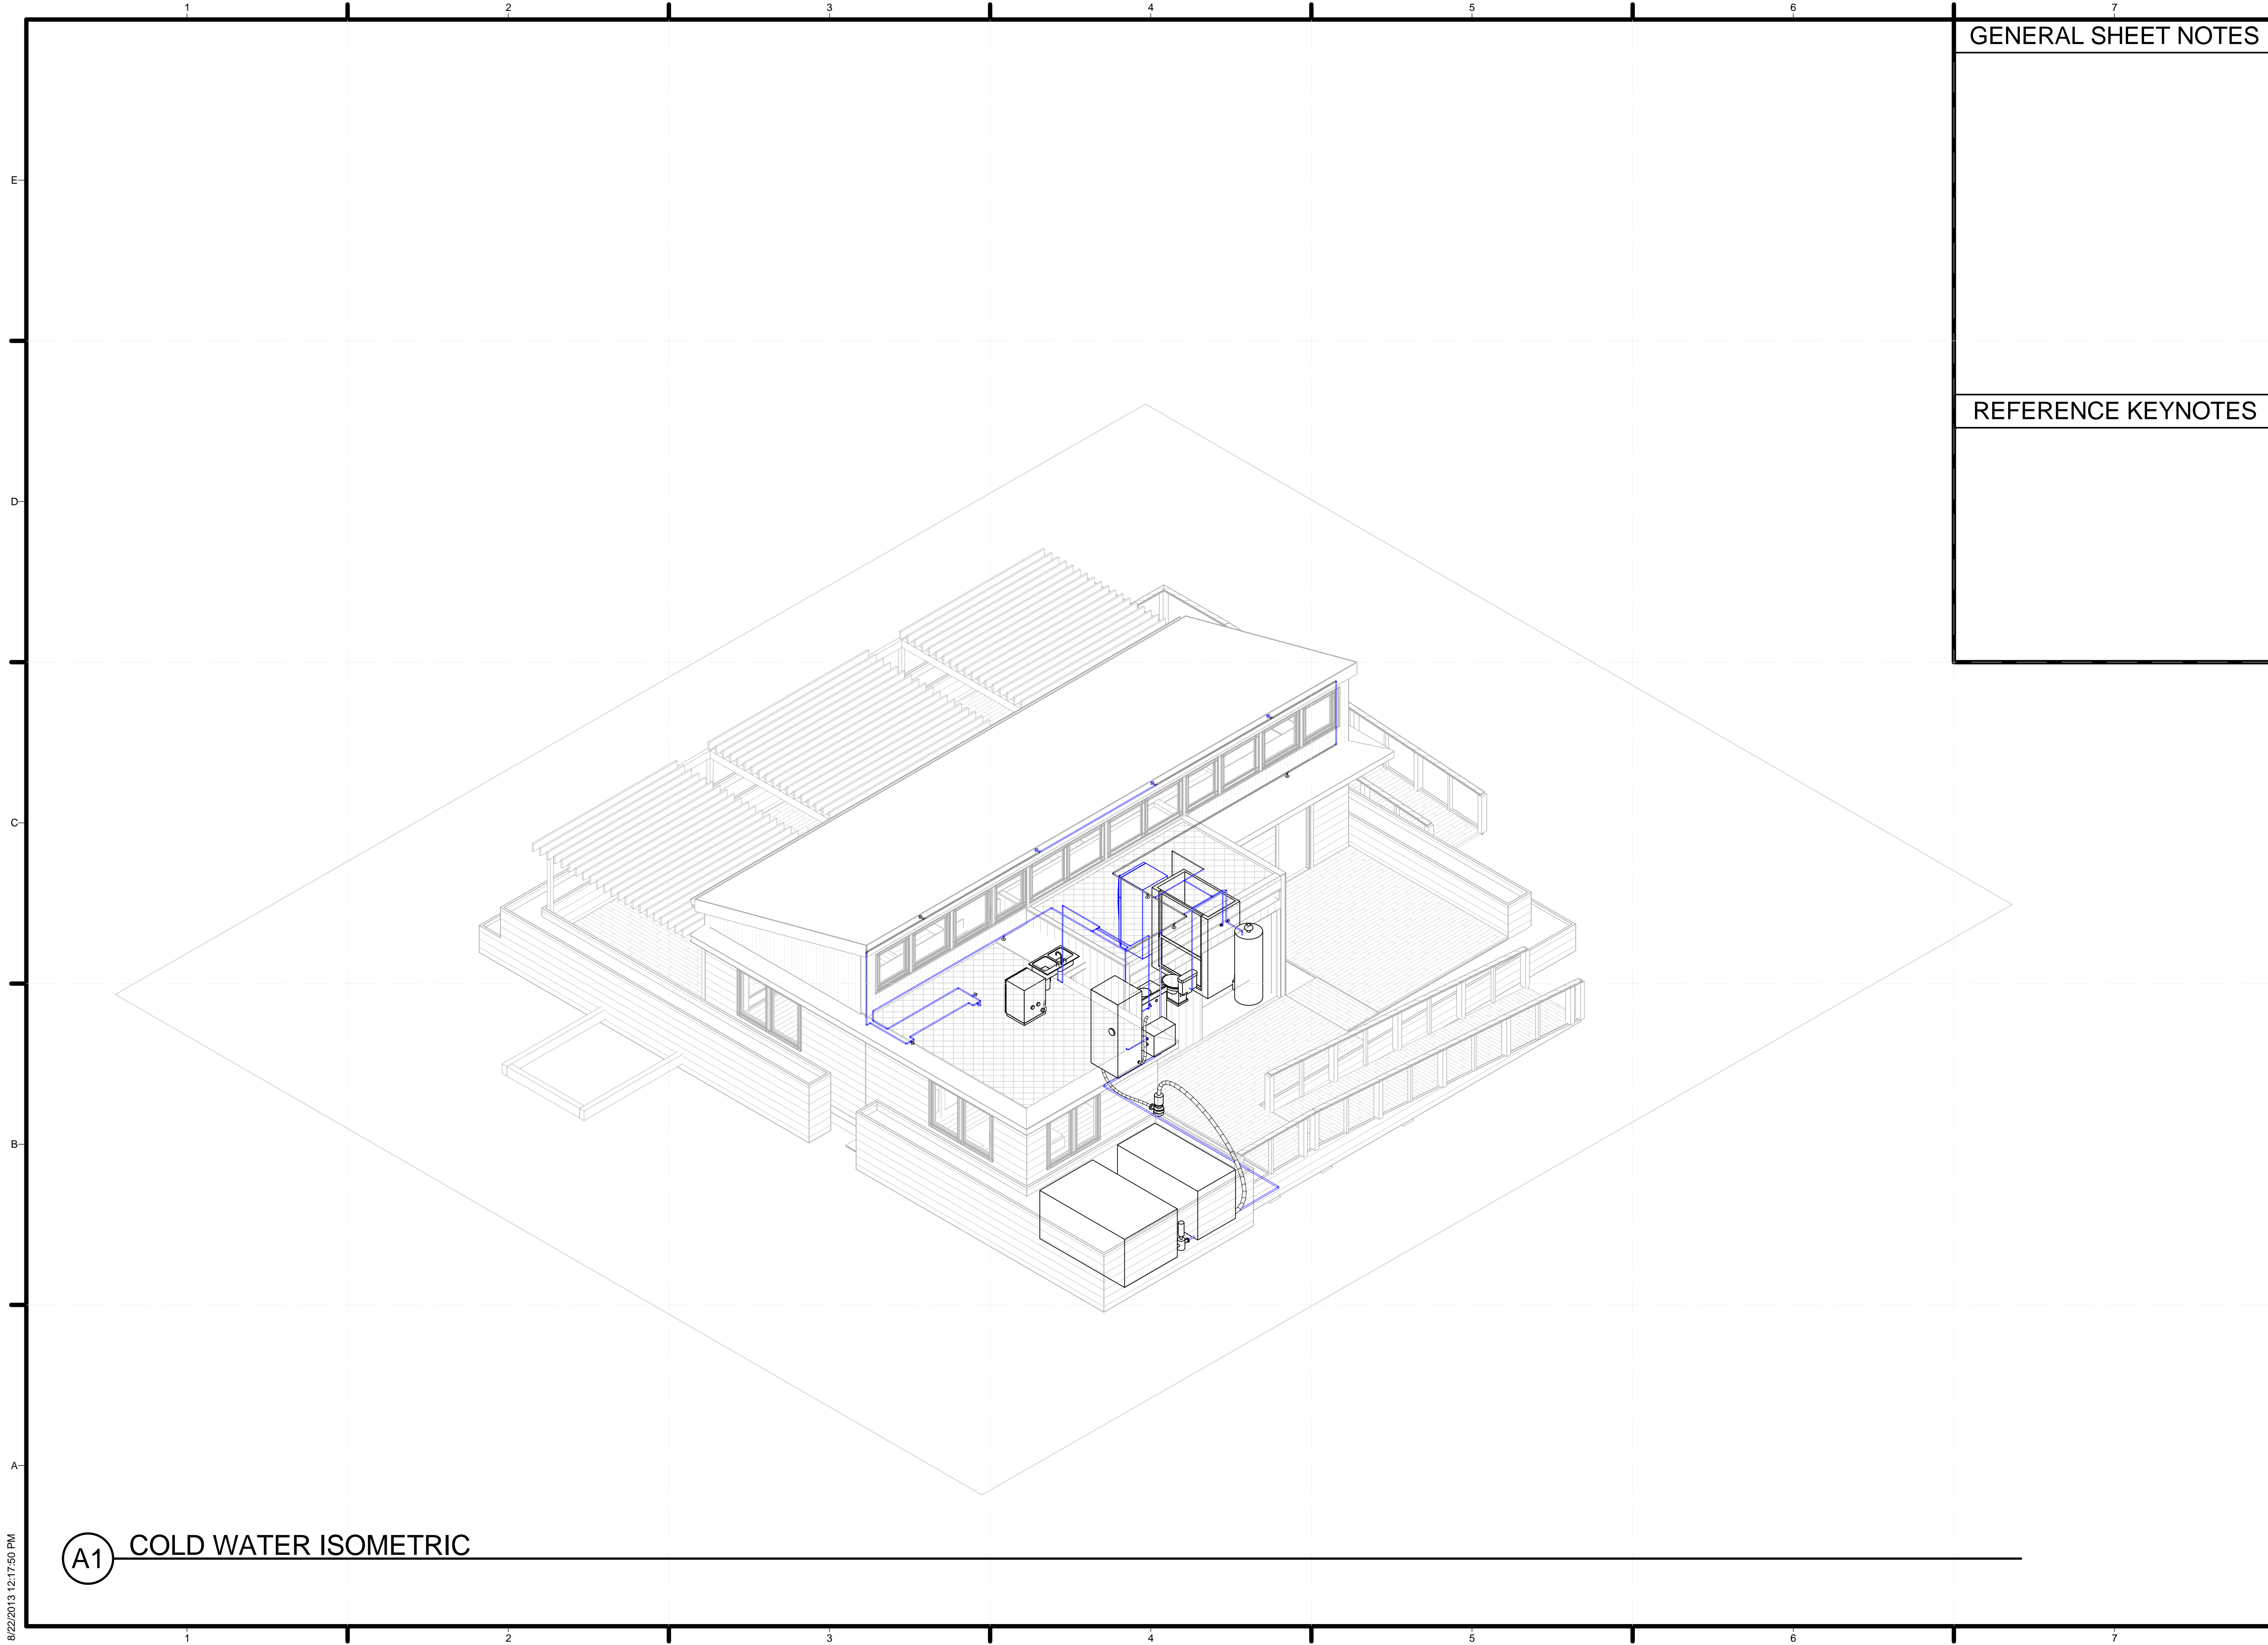 1 2 3 4 5 6 7
GENERAL SHEET NOTES
E
REFERENCE KEYNOTES
D
C
B
A
A1 COLD WATER ISOMETRIC
8/22/2013 12:17:50 PM
1 2 3 4 5 6 7